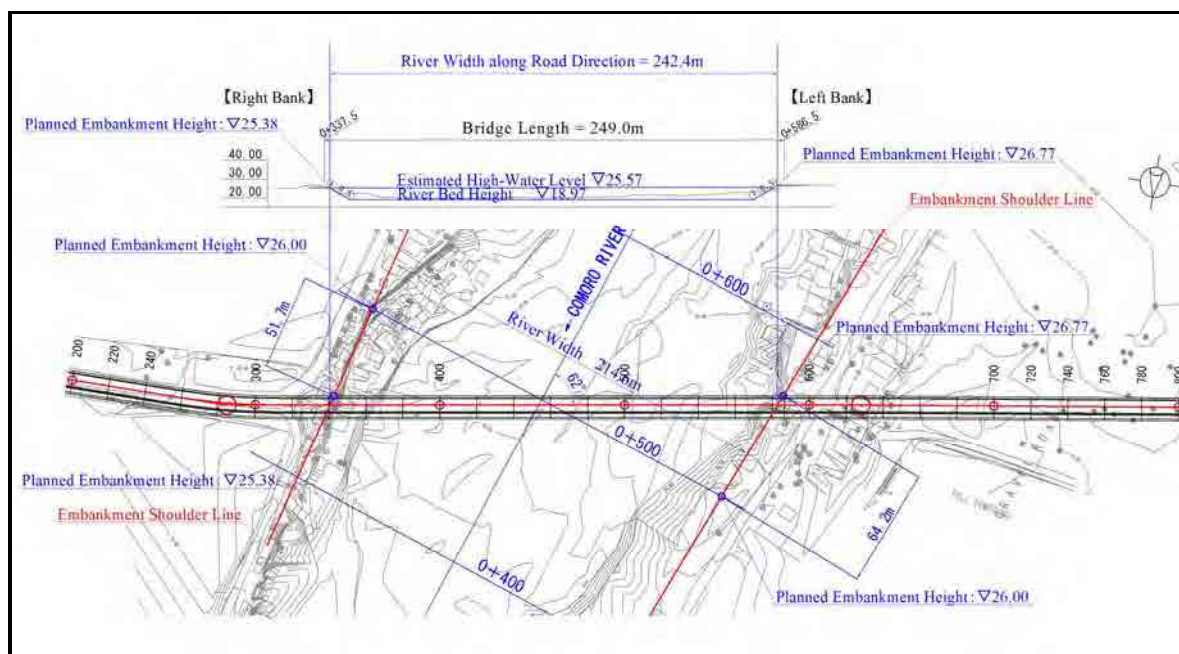 River Width along Road Direction = 242.4m
【Right Bank】
【Left Bank】
Planned Embankment Height: ▽25.38
0+337.5
Bridge Length = 249.0m
0+586.5
Planned Embankment Height: ▽26.77
40.00
30.00
20.00
Estimated High-Water Level ▽25.57
River Bed Height ▽18.97
Embankment Shoulder Line
Planned Embankment Height: ▽26.00
COMORO RIVER
0+600
51.7m
River Width 214.6m
Planned Embankment Height: ▽26.77
200
220
240
300
400
62°
600
700
720
740
760
780
800
0+500
Planned Embankment Height: ▽25.38
Embankment Shoulder Line
64.2m
0+400
Planned Embankment Height: ▽26.00